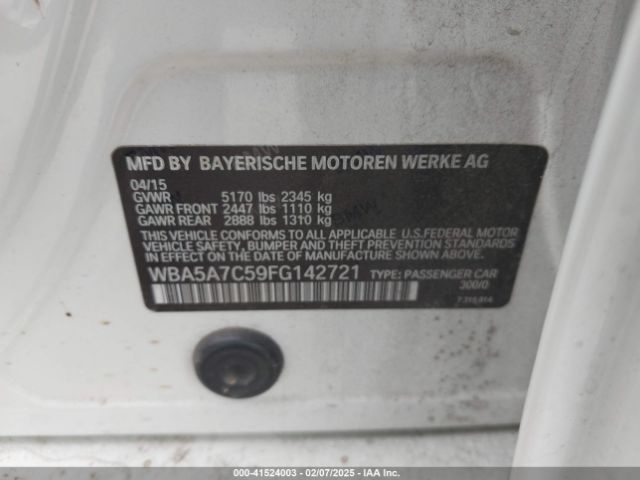 MFD BY BAYERISCHE MOTOREN WERKE AG
04/15
GVWR 5170 lbs 2345 kg
GAWR FRONT 2447 lbs 1110 kg
GAWR REAR 2888 lbs 1310 kg
THIS VEHICLE CONFORMS TO ALL APPLICABLE U.S.FEDERAL MOTOR
VEHICLE SAFETY, BUMPER AND THEFT PREVENTION STANDARDS
IN EFFECT ON THE DATE OF MANUFACTURE SHOWN ABOVE.
WBA5A7C59FG142721 TYPE: PASSENGER CAR
300/0
000-41524003 — 02/07/2025 — IAA Inc.